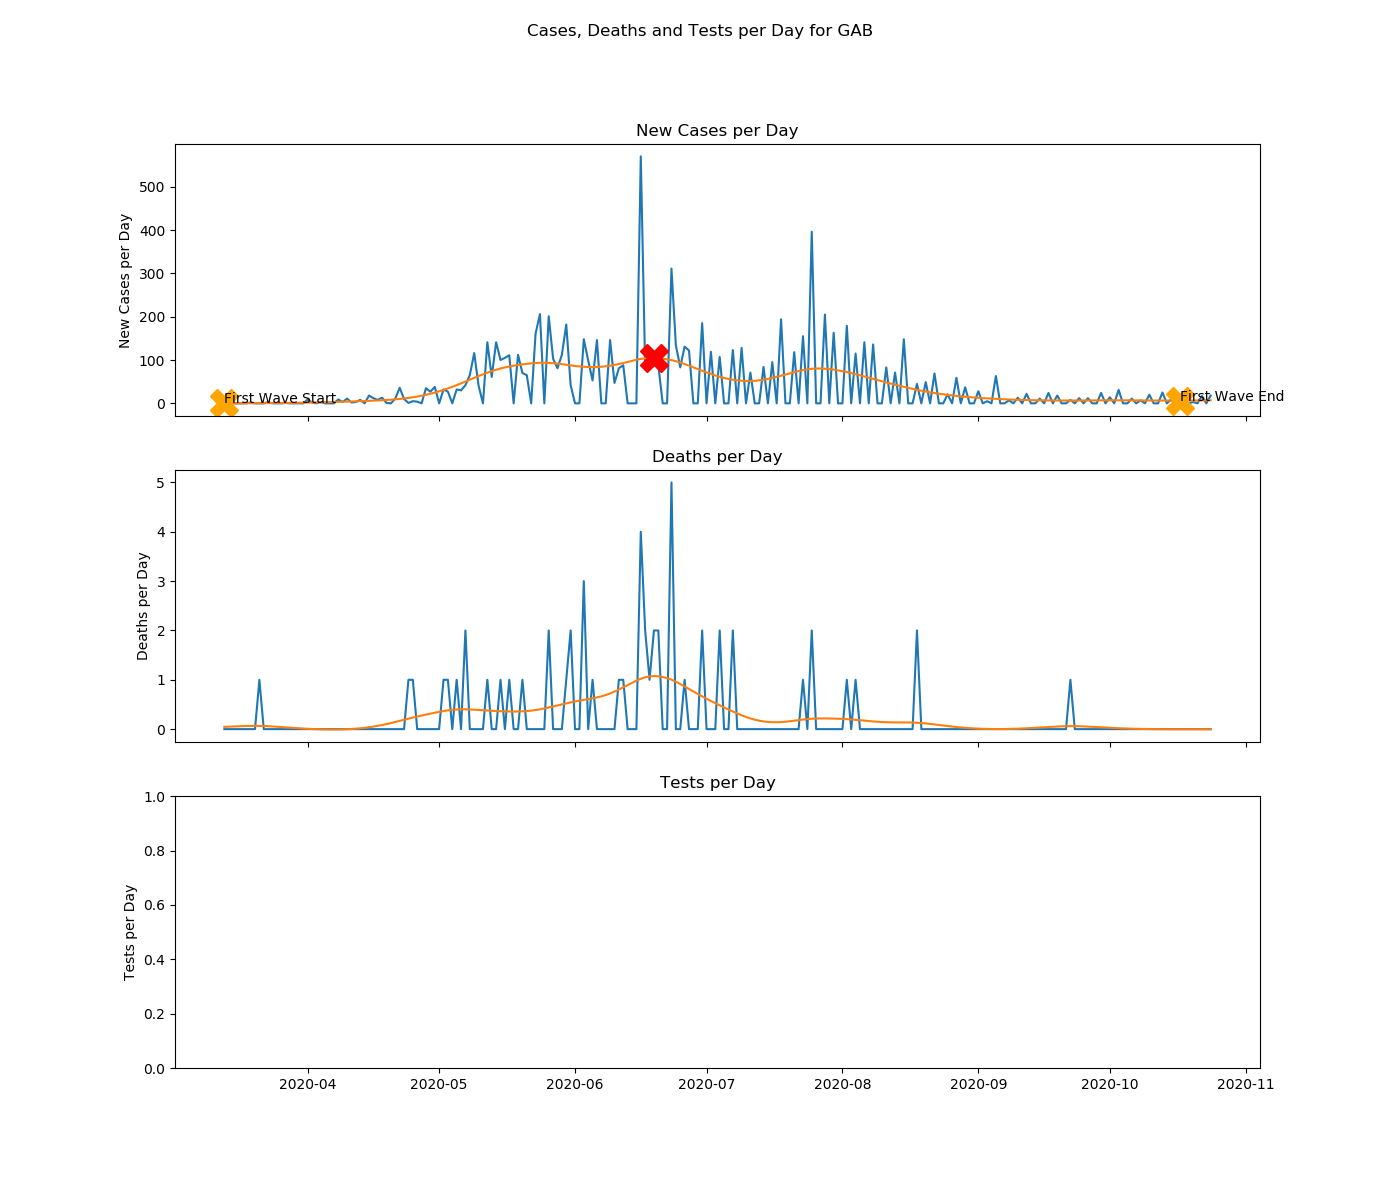 Cases, Deaths and Tests per Day for GAB
New Cases per Day
New Cases per Day
500
400
300
200
100
0
First Wave Start
First Wave End
Deaths per Day
Deaths per Day
5
4
3
2
1
0
Tests per Day
Tests per Day
1.0
0.8
0.6
0.4
0.2
0.0
2020-04 2020-05 2020-06 2020-07 2020-08 2020-09 2020-10 2020-11